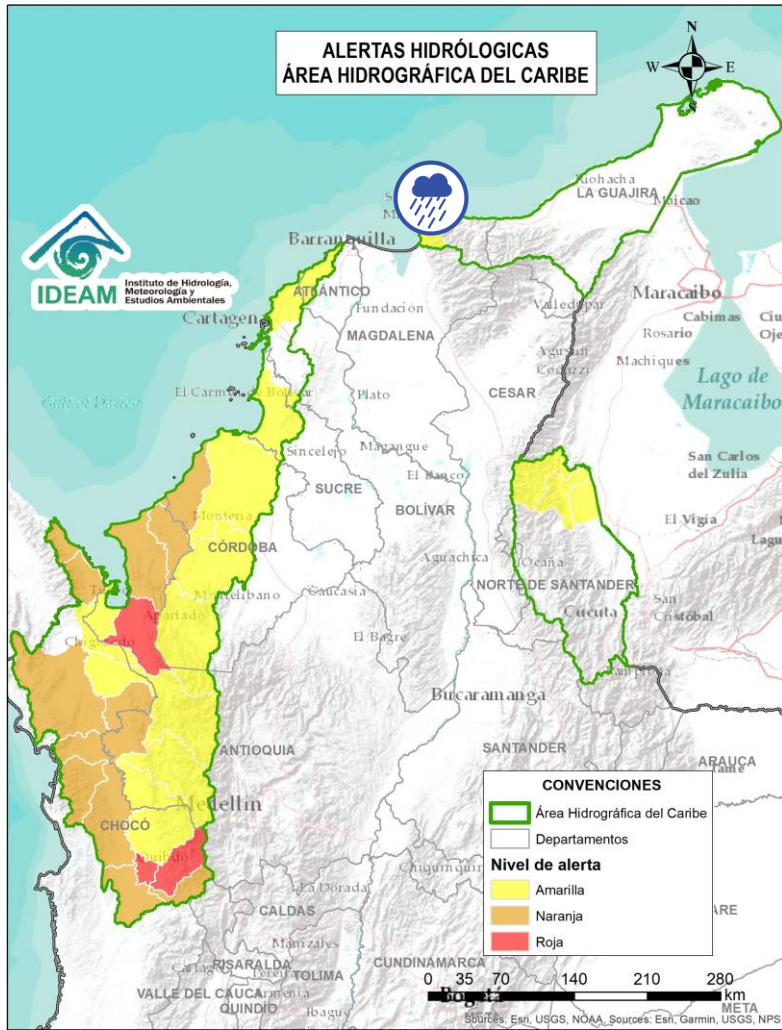 ALERTAS HIDRÓLOGICAS
ÁREA HIDROGRÁFICA DEL CARIBE
N
W E
S
Riohacha
LA GUAJIRA
Maicao
Barranquilla
IDEAM
Instituto de Hidrología,
Meteorología y
Estudios Ambientales
ATLÁNTICO
Cartagena
Fundación
Valledupar
Maracaibo
Cabimas
MAGDALENA
Rosario
Agustín
Codazzi
Machiques
El Carmen de Bolívar
Plato
CESAR
Lago de
Maracaibo
Sincelejo
Magangue
San Carlos
del Zulia
El Banco
SUCRE
BOLÍVAR
Montería
El Vigía
CÓRDOBA
Aguachica
Ocaña
Caucasia
NORTE DE SANTANDER
Apartadó
Cúcuta
San
Cristóbal
El Bagre
Bucaramanga
ANTIOQUIA
SANTANDER
ARAUCA
Medellín
CHOCÓ
CONVENCIONES
Área Hidrográfica del Caribe
Departamentos
Nivel de alerta
Amarilla
Naranja
Roja
La Dorada
CALDAS
Manizales
RISARALDA
TOLIMA
CUNDINAMARCA
VALLE DEL CAUCA
Armenia
QUINDÍO
Ibague
0 35 70 140 210 280
km
Bogotá
META
META
Sources: Esri, USGS, NOAA, Sources: Esri, Garmin, USGS, NPS